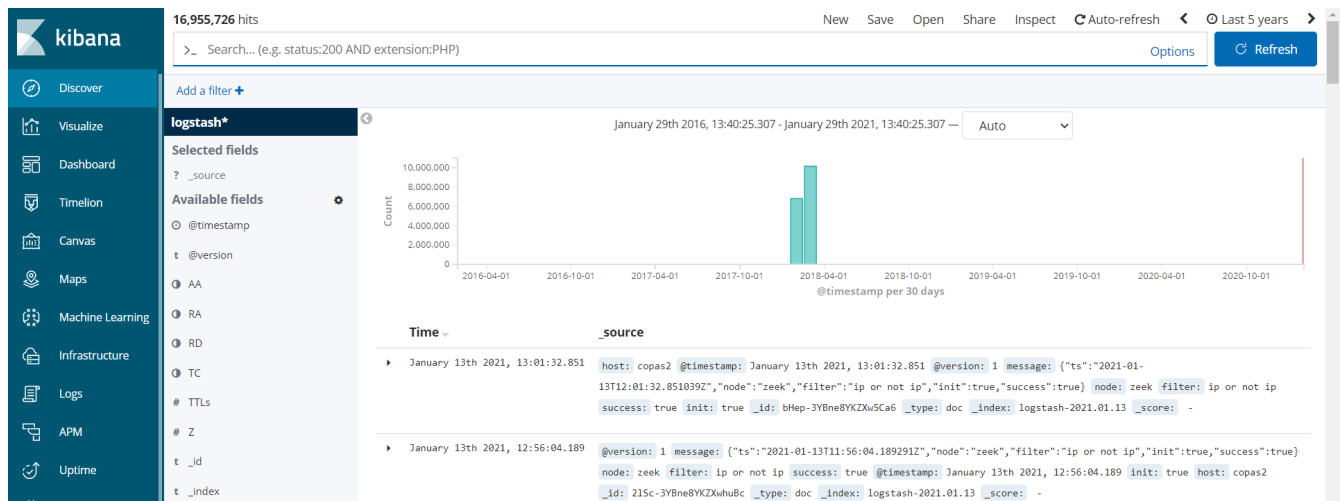 kibana
Discover
Visualize
Dashboard
Timelion
Canvas
Maps
Machine Learning
Infrastructure
Logs
APM
Uptime
16,955,726 hits
New Save Open Share Inspect Auto-refresh Last 5 years
>_ Search... (e.g. status:200 AND extension:PHP)
Options
Refresh
Add a filter +
logstash*
Selected fields
? _source
Available fields
@timestamp
t @version
AA
RA
RD
TC
# TTLs
# Z
t _id
t _index
January 29th 2016, 13:40:25.307 - January 29th 2021, 13:40:25.307 — Auto
Count
10,000,000
8,000,000
6,000,000
4,000,000
2,000,000
0
2016-04-01 2016-10-01 2017-04-01 2017-10-01 2018-04-01 2018-10-01 2019-04-01 2019-10-01 2020-04-01 2020-10-01
@timestamp per 30 days
Time _source
January 13th 2021, 13:01:32.851 host: copas2 @timestamp: January 13th 2021, 13:01:32.851 @version: 1 message: {"ts":"2021-01-
13T12:01:32.851039Z","node":"zeek","filter":"ip or not ip","init":true,"success":true} node: zeek filter: ip or not ip
success: true init: true _id: bHep-3YBne8YKZXw5Ca6 _type: doc _index: logstash-2021.01.13 _score: -
January 13th 2021, 12:56:04.189 @version: 1 message: {"ts":"2021-01-13T11:56:04.189291Z","node":"zeek","filter":"ip or not ip","init":true,"success":true}
node: zeek filter: ip or not ip success: true @timestamp: January 13th 2021, 12:56:04.189 init: true host: copas2
_id: 2lSc-3YBne8YKZXwhuBc _type: doc _index: logstash-2021.01.13 _score: -